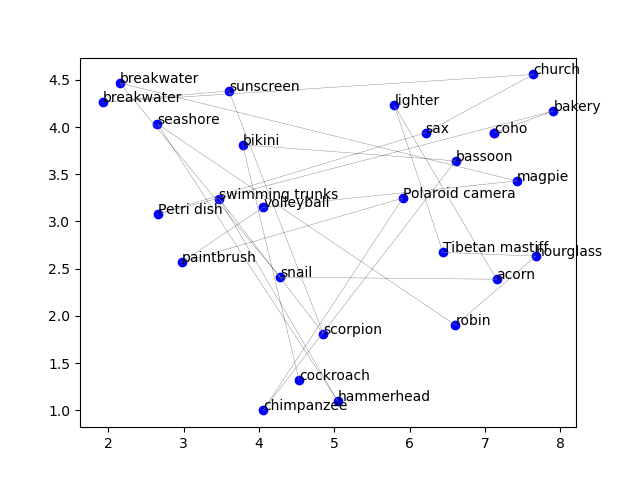 church
breakwater
sunscreen
breakwater
lighter
bakery
seashore
sax
coho
bikini
bassoon
magpie
swimming trunks
Polaroid camera
Petri dish
volleyball
Tibetan mastiff
hourglass
paintbrush
snail
acorn
robin
scorpion
cockroach
hammerhead
chimpanzee
4.5
4.0
3.5
3.0
2.5
2.0
1.5
1.0
2 3 4 5 6 7 8